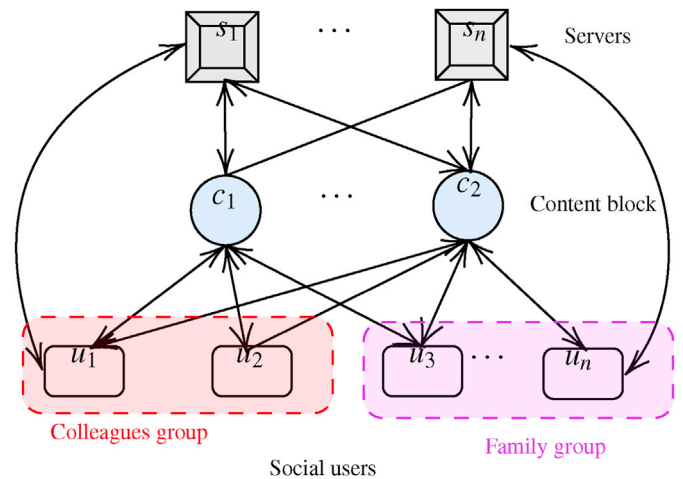 s1 ... sn Servers
c1 ... c2 Content block
u1 u2 u3 ... un
Colleagues group
Family group
Social users